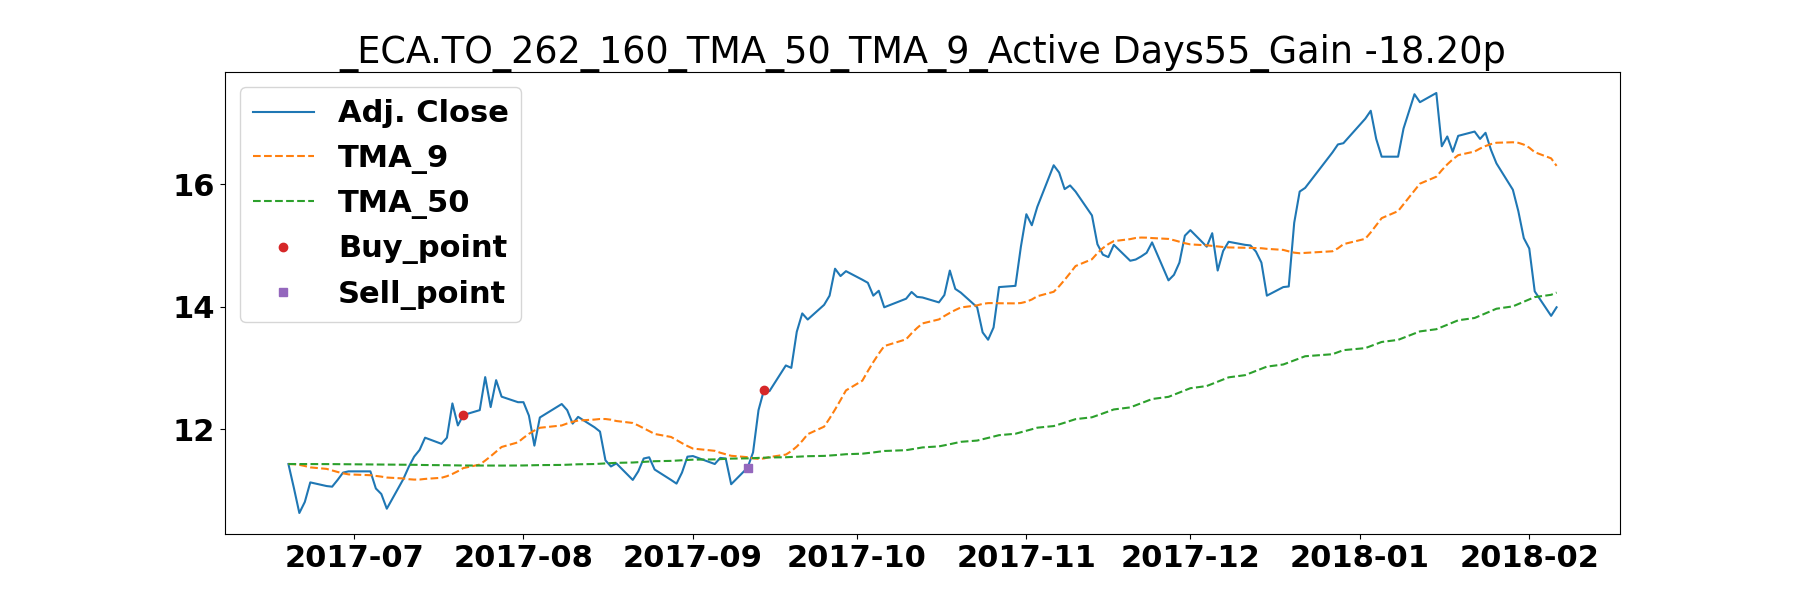 _ECA.TO_262_160_TMA_50_TMA_9_Active Days55_Gain -18.20p
Adj. Close
TMA_9
TMA_50
Buy_point
Sell_point
16
14
12
2017-07 2017-08 2017-09 2017-10 2017-11 2017-12 2018-01 2018-02